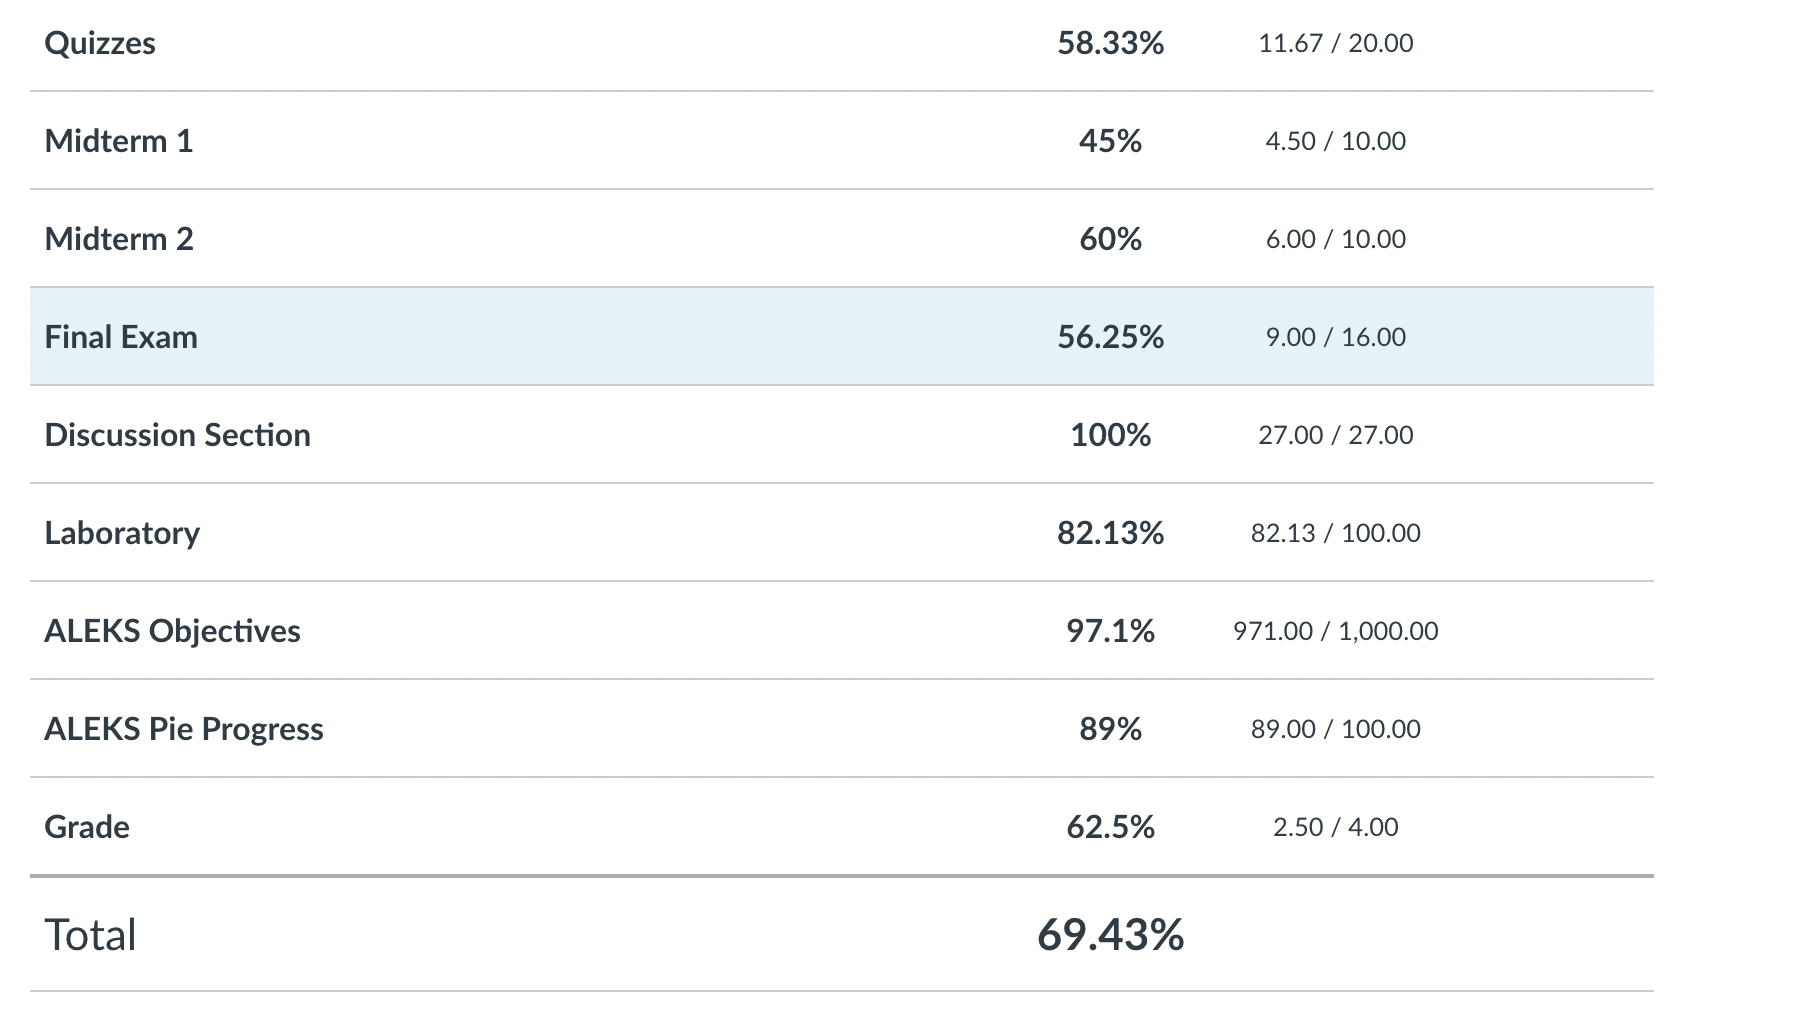 Quizzes 58.33% 11.67 / 20.00
Midterm 1 45% 4.50 / 10.00
Midterm 2 60% 6.00 / 10.00
Final Exam 56.25% 9.00 / 16.00
Discussion Section 100% 27.00 / 27.00
Laboratory 82.13% 82.13 / 100.00
ALEKS Objectives 97.1% 971.00 / 1,000.00
ALEKS Pie Progress 89% 89.00 / 100.00
Grade 62.5% 2.50 / 4.00
Total 69.43%